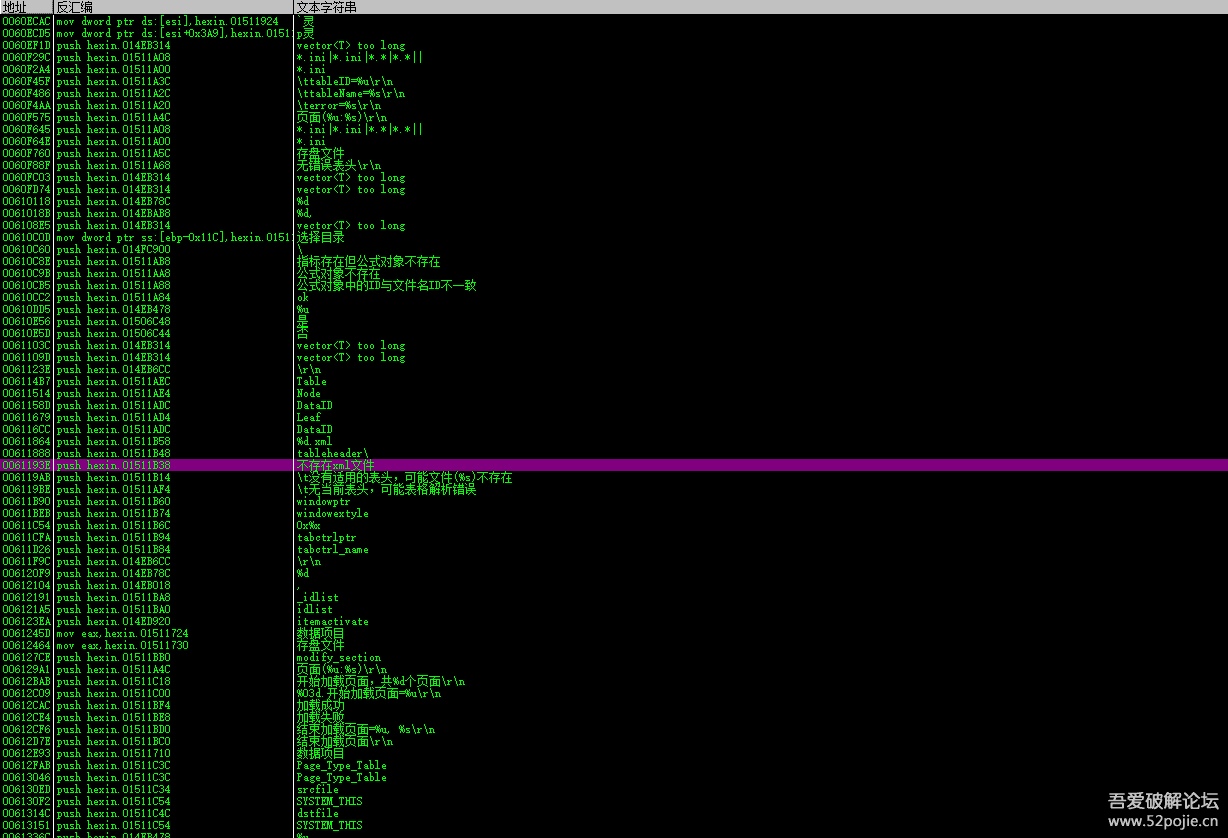 地址 反汇编 文本字符串
0060ECAC mov dword ptr ds:[esi],hexin.01511924 `灵
0060ECD5 mov dword ptr ds:[esi+0x3A9],hexin.0151 p灵
0060EF1D push hexin.014EB314 vector<T> too long
0060F29C push hexin.01511A08 *.ini|*.ini|*.*|*.*||
0060F2A4 push hexin.01511A00 *.ini
0060F45F push hexin.01511A3C \ttableID=%u\r\n
0060F486 push hexin.01511A2C \ttableName=%s\r\n
0060F4AA push hexin.01511A20 \terror=%s\r\n
0060F575 push hexin.01511A4C 页面(%u:%s)\r\n
0060F645 push hexin.01511A08 *.ini|*.ini|*.*|*.*||
0060F64E push hexin.01511A00 *.ini
0060F760 push hexin.01511A5C 存盘文件
0060F88F push hexin.01511A68 无错误表头\r\n
0060FC03 push hexin.014EB314 vector<T> too long
0060FD74 push hexin.014EB314 vector<T> too long
00610118 push hexin.014EB78C %d
0061018B push hexin.014EBAB8 %d,
006108E5 push hexin.014EB314 vector<T> too long
00610C0D mov dword ptr ss:[ebp-0x11C],hexin.0151 选择目录
00610C60 push hexin.014FC900 \
00610C8E push hexin.01511AB8 指标存在但公式对象不存在
00610C9B push hexin.01511AA8 公式对象不存在
00610CB5 push hexin.01511A88 公式对象中的ID与文件名ID不一致
00610CC2 push hexin.01511A84 ok
00610DD5 push hexin.014EB478 %u
00610E56 push hexin.01506C48 是
00610E5D push hexin.01506C44 否
0061103C push hexin.014EB314 vector<T> too long
0061109D push hexin.014EB314 vector<T> too long
0061123E push hexin.014EB6CC \r\n
006114B7 push hexin.01511AEC Table
00611514 push hexin.01511AE4 Node
0061158D push hexin.01511ADC DataID
00611679 push hexin.01511AD4 Leaf
006116CC push hexin.01511ADC DataID
00611864 push hexin.01511B58 %d.xml
00611888 push hexin.01511B48 tableheader\
0061193E push hexin.01511B38 不存在xml文件
006119AB push hexin.01511B14 \t没有适用的表头，可能文件(%s)不存在
006119BE push hexin.01511AF4 \t无当前表头，可能表格解析错误
00611B90 push hexin.01511B60 windowptr
00611BEB push hexin.01511B74 windowextyle
00611C54 push hexin.01511B6C 0x%x
00611CFA push hexin.01511B94 tabctrlptr
00611D26 push hexin.01511B84 tabctrl_name
00611F9C push hexin.014EB6CC \r\n
006120F9 push hexin.014EB78C %d
00612104 push hexin.014EB018 ,
00612191 push hexin.01511BA8 _idlist
006121A5 push hexin.01511BA0 idlist
006123EA push hexin.014ED920 itemactivate
0061245D mov eax,hexin.01511724 数据项目
00612464 mov eax,hexin.01511730 存盘文件
006127CE push hexin.01511BB0 modify_section
006129A1 push hexin.01511A4C 页面(%u:%s)\r\n
00612BAB push hexin.01511C18 开始加载页面，共%d个页面\r\n
00612C09 push hexin.01511C00 %03d.开始加载页面=%u\r\n
00612CAC push hexin.01511BF4 加载成功
00612CE4 push hexin.01511BE8 加载失败
00612CF6 push hexin.01511BD0 结束加载页面=%u, %s\r\n
00612D7E push hexin.01511BC0 结束加载页面\r\n
00612E93 push hexin.01511710 数据项目
00612FAB push hexin.01511C3C Page_Type_Table
00613046 push hexin.01511C3C Page_Type_Table
006130ED push hexin.01511C34 srcfile
006130F2 push hexin.01511C54 SYSTEM_THIS
0061314C push hexin.01511C4C dstfile
00613151 push hexin.01511C54 SYSTEM_THIS
吾爱破解论坛
www.52pojie.cn